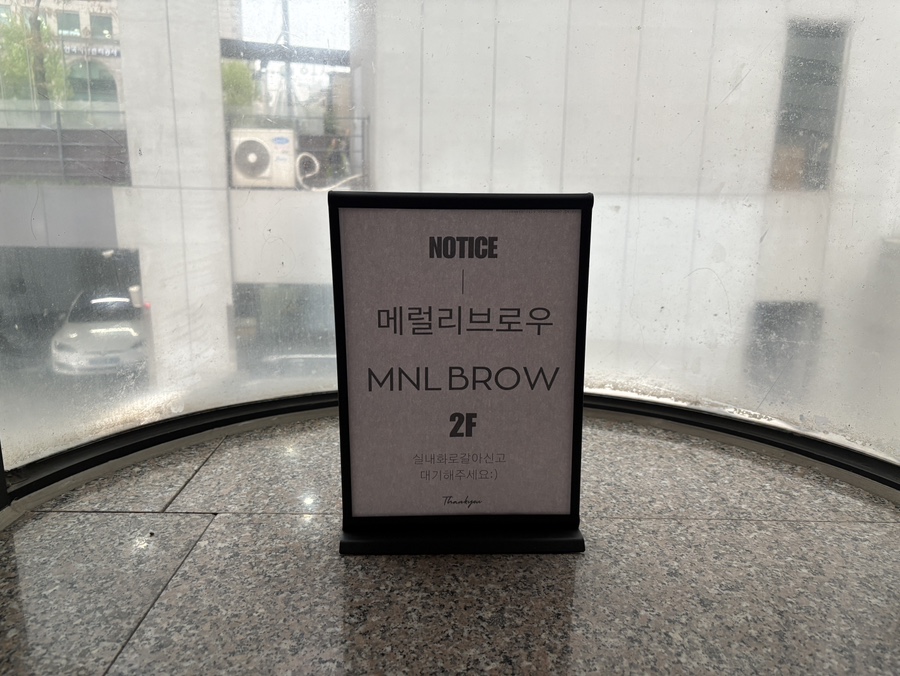 NOTICE
메럴리브로우
MNL BROW
2F
실내화로갈아신고
대기해주세요:)
Thankyou